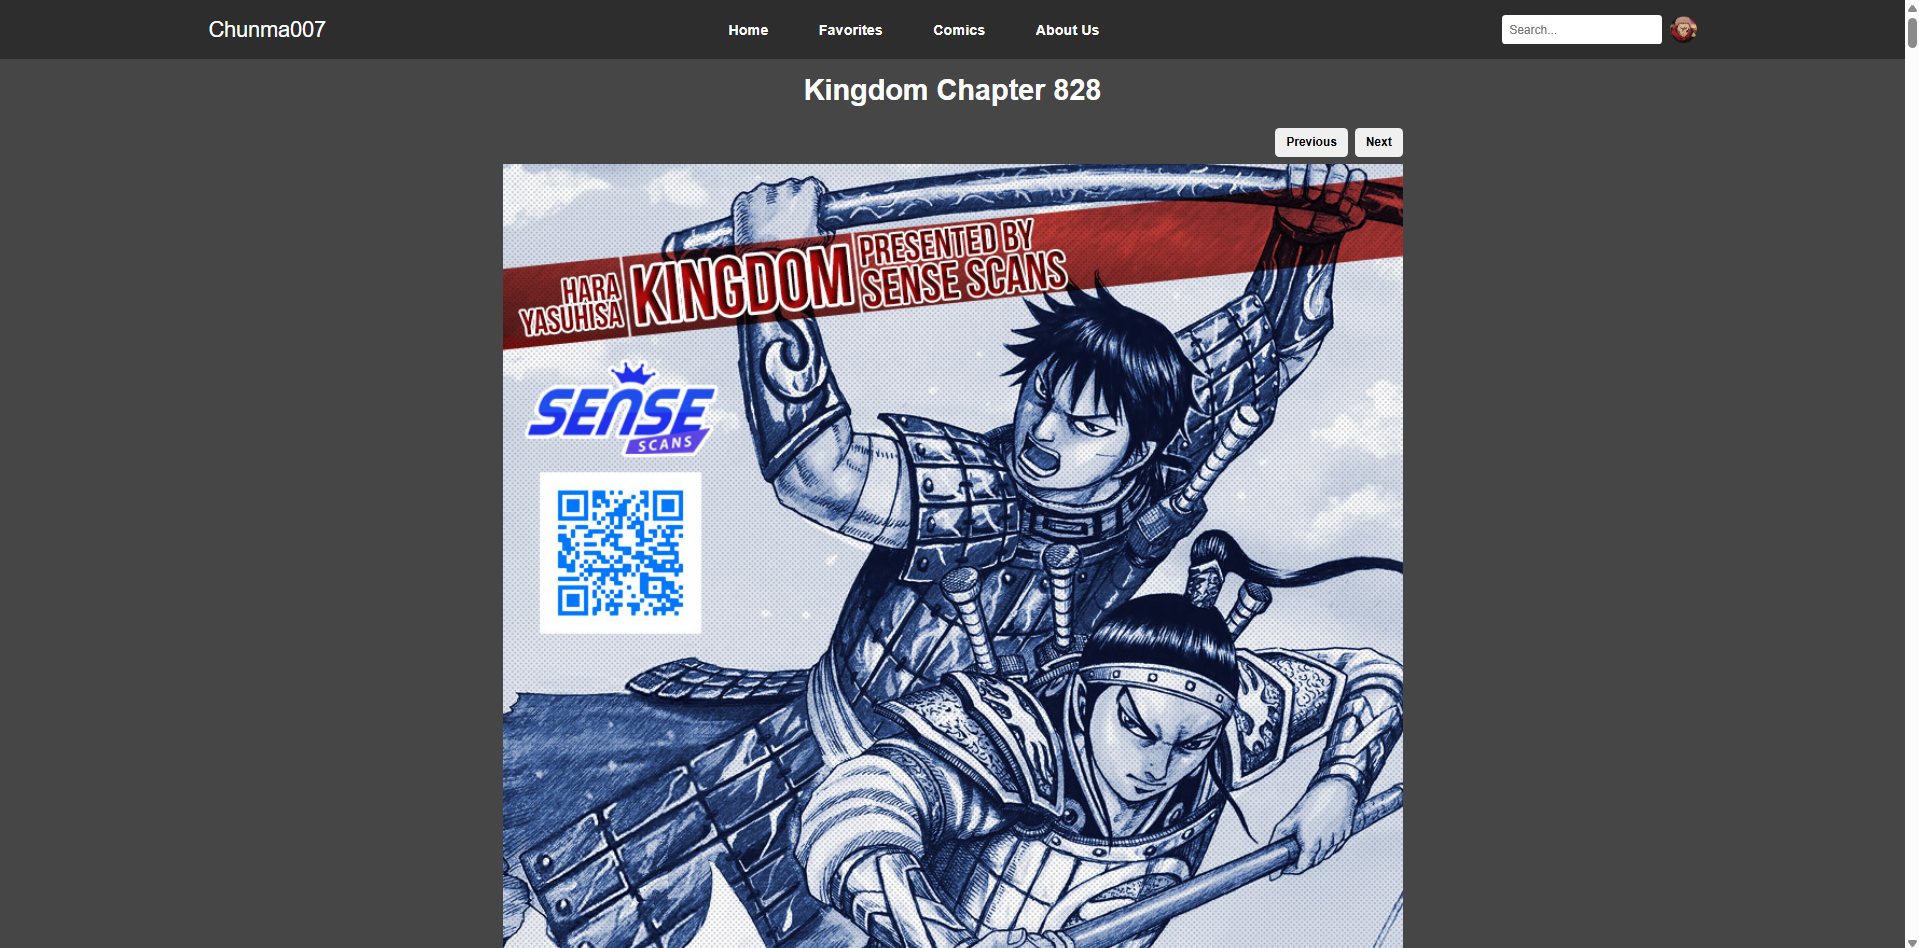 Chunma007
Home Favorites Comics About Us
Search...
Kingdom Chapter 828
Previous Next
HARA YASUHISA
KINGDOM
PRESENTED BY
SENSE SCANS
SENSE
SCANS